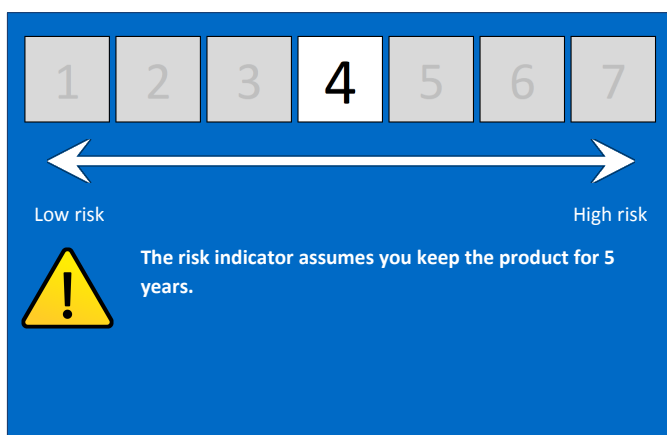 1 2 3 4 5 6 7
Low risk High risk
The risk indicator assumes you keep the product for 5
years.